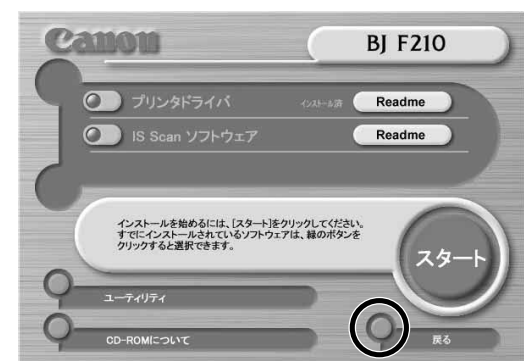 Canon
BJ F210
プリンタドライバ インストール済 Readme
IS Scan ソフトウェア Readme
インストールを始めるには、[スタート]をクリックしてください。
すでにインストールされているソフトウェアは、緑のボタンを
クリックすると選択できます。
スタート
ユーティリティ
CD-ROMについて
戻る